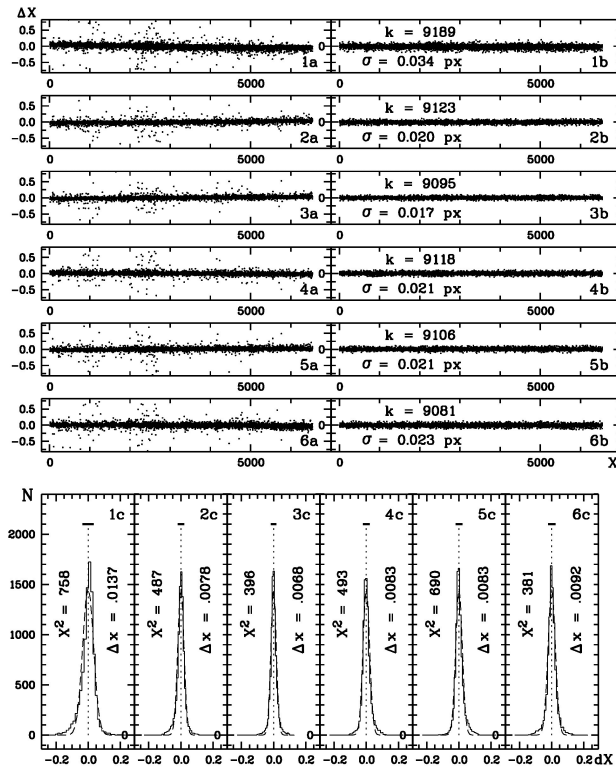 ΔX
0.5
0.0
−0.5
k = 9189
σ = 0.034 px
0
1a
1b
0
5000
0
5000
0.5
0.0
−0.5
k = 9123
σ = 0.020 px
0
2a
2b
0
5000
0
5000
0.5
0.0
−0.5
k = 9095
σ = 0.017 px
0
3a
3b
0
5000
0
5000
0.5
0.0
−0.5
k = 9118
σ = 0.021 px
0
4a
4b
0
5000
0
5000
0.5
0.0
−0.5
k = 9106
σ = 0.021 px
0
5a
5b
0
5000
0
5000
0.5
0.0
−0.5
k = 9081
σ = 0.023 px
0
6a
6b
0
5000
0
5000
X
N
2000
1500
1000
500
0
1c
X² = 758
Δx = .0137
0
2c
X² = 487
Δx = .0078
0
3c
X² = 396
Δx = .0068
0
4c
X² = 493
Δx = .0083
0
5c
X² = 690
Δx = .0083
0
6c
X² = 381
Δx = .0092
0
−0.2 0.0 0.2 −0.2 0.0 0.2 −0.2 0.0 0.2 −0.2 0.0 0.2 −0.2 0.0 0.2 −0.2 0.0 0.2 dX